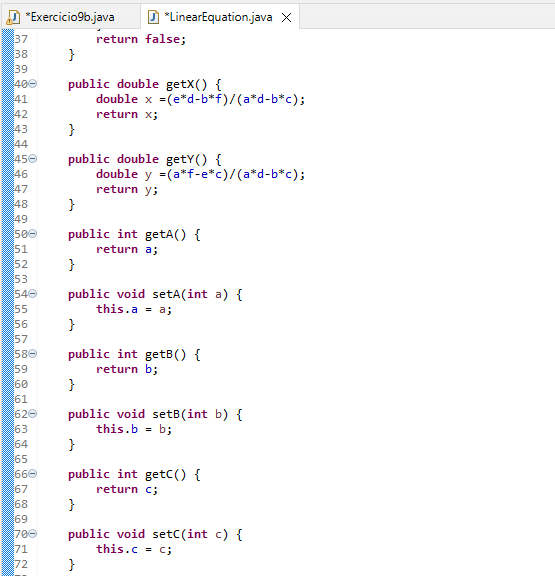 *Exercicio9b.java
*LinearEquation.java
37 return false;
38 }
39
40 public double getX() {
41 double x =(e*d-b*f)/(a*d-b*c);
42 return x;
43 }
44
45 public double getY() {
46 double y =(a*f-e*c)/(a*d-b*c);
47 return y;
48 }
49
50 public int getA() {
51 return a;
52 }
53
54 public void setA(int a) {
55 this.a = a;
56 }
57
58 public int getB() {
59 return b;
60 }
61
62 public void setB(int b) {
63 this.b = b;
64 }
65
66 public int getC() {
67 return c;
68 }
69
70 public void setC(int c) {
71 this.c = c;
72 }